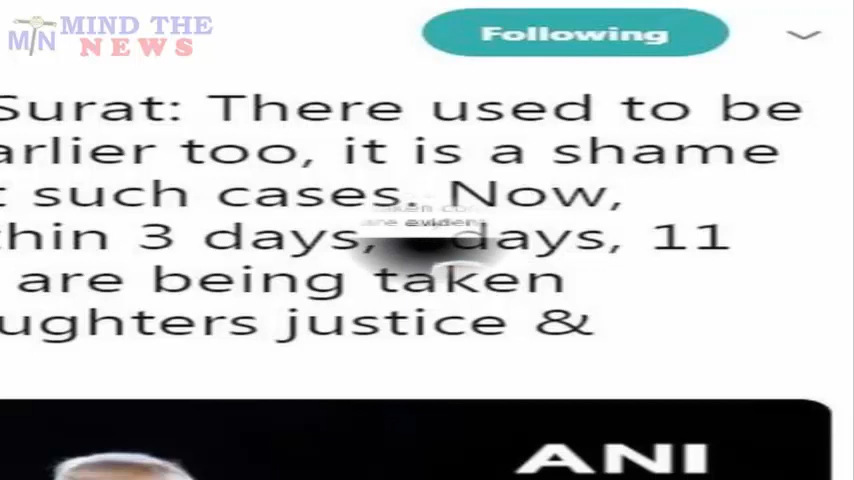 MIND THE
MN NEWS
Following
Surat: There used to be
arlier too, it is a shame
such cases. Now,
thin 3 days, days, 11
are being taken
ughters justice &
ANI